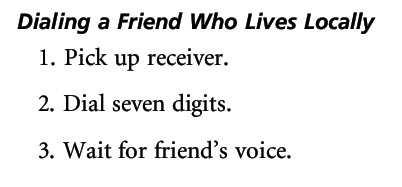 Dialing a Friend Who Lives Locally
1. Pick up receiver.
2. Dial seven digits.
3. Wait for friend’s voice.